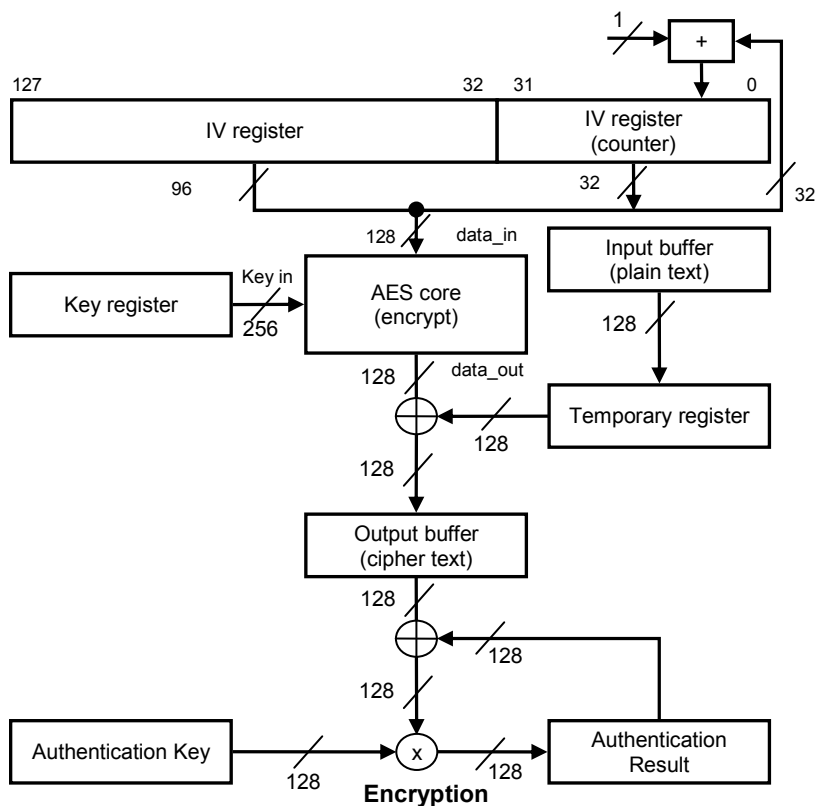 1
+
127
32
31
0
IV register
IV register
(counter)
96
32
32
128
data_in
Input buffer
(plain text)
Key register
Key in
256
AES core
(encrypt)
128
128
data_out
Temporary register
128
128
Output buffer
(cipher text)
128
128
128
Authentication Key
128
x
128
Authentication
Result
Encryption